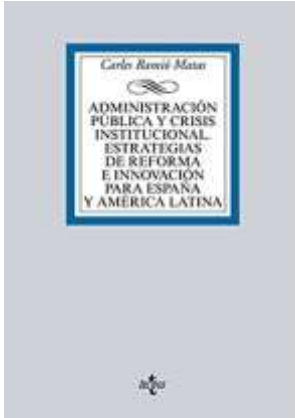 Carles Ramió Matas
ADMINISTRACIÓN
PÚBLICA Y CRISIS
INSTITUCIONAL.
ESTRATEGIAS
DE REFORMA
E INNOVACIÓN
PARA ESPAÑA
Y AMÉRICA LATINA
tecnos